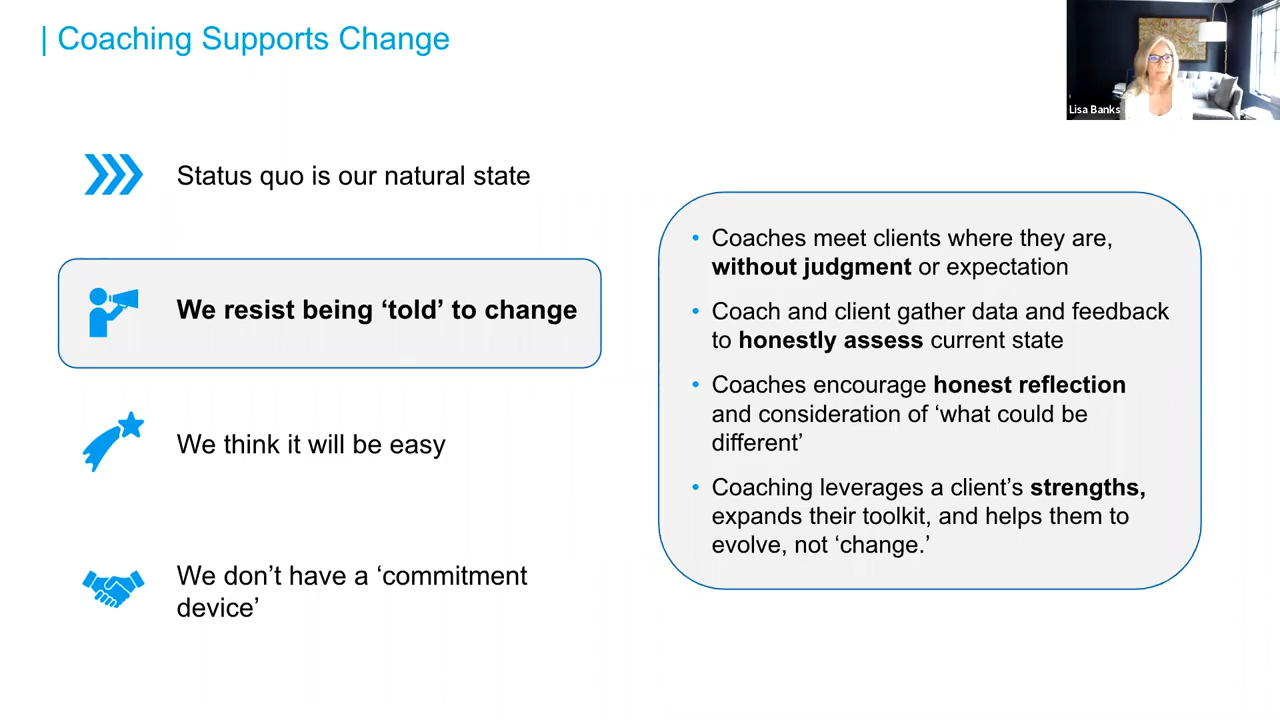 | Coaching Supports Change
Lisa Banks
Status quo is our natural state
We resist being ‘told’ to change
We think it will be easy
We don’t have a ‘commitment
device’
• Coaches meet clients where they are,
without judgment or expectation
• Coach and client gather data and feedback
to honestly assess current state
• Coaches encourage honest reflection
and consideration of ‘what could be
different’
• Coaching leverages a client’s strengths,
expands their toolkit, and helps them to
evolve, not ‘change.’